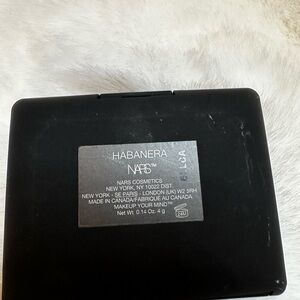 HABANERA
NARS™
NARS COSMETICS
NEW YORK, NY 10022 DIST.
NEW YORK - SE PARIS - LONDON (UK) W2 5RH
MADE IN CANADA/FABRIQUÉ AU CANADA
MAKEUP YOUR MIND™
Net Wt. 0.14 Oz. 4 g